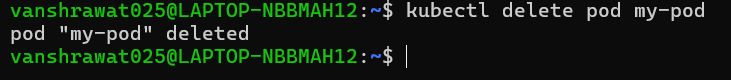 vanshrawat025@LAPTOP-NBBMAH12:~$ kubectl delete pod my-pod
pod "my-pod" deleted
vanshrawat025@LAPTOP-NBBMAH12:~$